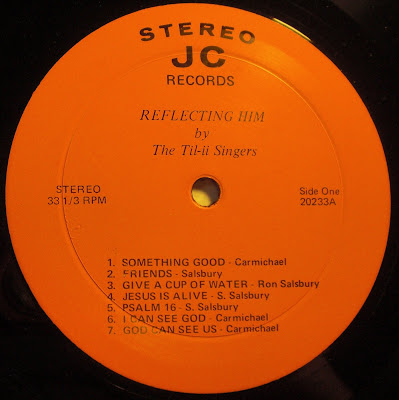 STEREO
JC
RECORDS
REFLECTING HIM
by
The Til-ii Singers
STEREO
33 1/3 RPM
Side One
20233A
1. SOMETHING GOOD - Carmichael
2. FRIENDS - Salsbury
3. GIVE A CUP OF WATER - Ron Salsbury
4. JESUS IS ALIVE - S. Salsbury
5. PSALM 16 - S. Salsbury
6. I CAN SEE GOD - Carmichael
7. GOD CAN SEE US - Carmichael